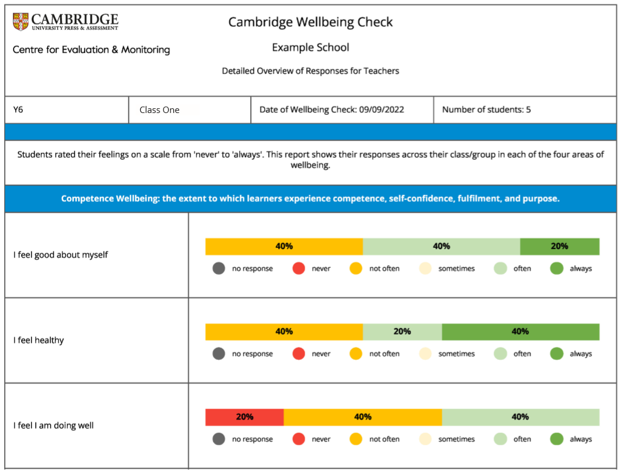 CAMBRIDGE
UNIVERSITY PRESS & ASSESSMENT
Centre for Evaluation & Monitoring
Cambridge Wellbeing Check
Example School
Detailed Overview of Responses for Teachers
Y6
Class One
Date of Wellbeing Check: 09/09/2022
Number of students: 5
Students rated their feelings on a scale from 'never' to 'always'. This report shows their responses across their class/group in each of the four areas of
wellbeing.
Competence Wellbeing: the extent to which learners experience competence, self-confidence, fulfilment, and purpose.
I feel good about myself
40% 40% 20%
no response never not often sometimes often always
I feel healthy
40% 20% 40%
no response never not often sometimes often always
I feel I am doing well
20% 40% 40%
no response never not often sometimes often always